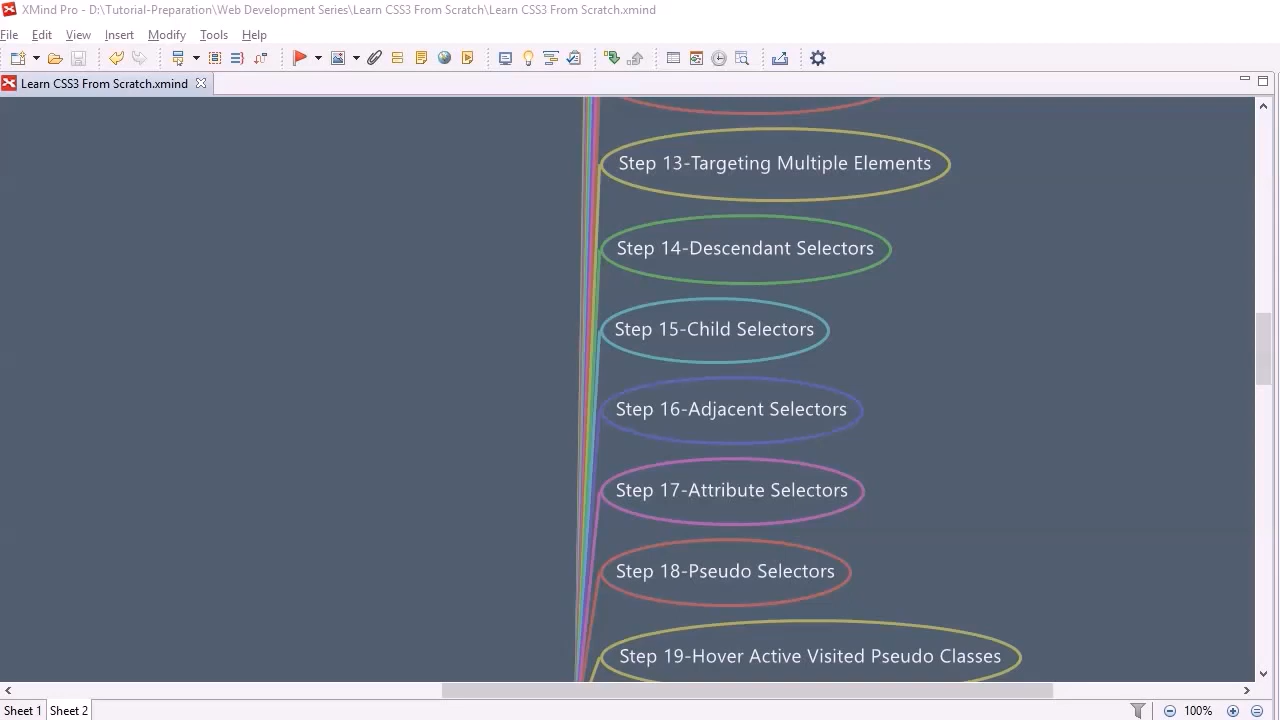 XMind Pro - D:\Tutorial-Preparation\Web Development Series\Learn CSS3 From Scratch\Learn CSS3 From Scratch.xmind
File Edit View Insert Modify Tools Help
Learn CSS3 From Scratch.xmind
Step 13-Targeting Multiple Elements
Step 14-Descendant Selectors
Step 15-Child Selectors
Step 16-Adjacent Selectors
Step 17-Attribute Selectors
Step 18-Pseudo Selectors
Step 19-Hover Active Visited Pseudo Classes
Sheet 1 Sheet 2 100%